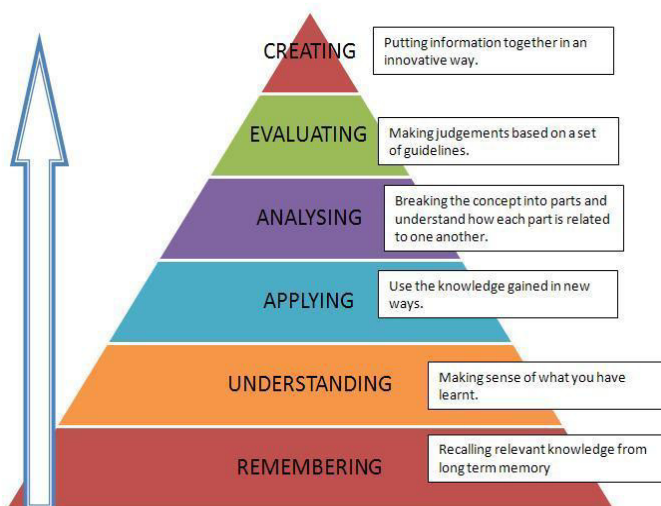 CREATING
Putting information together in an
innovative way.
EVALUATING
Making judgements based on a set
of guidelines.
ANALYSING
Breaking the concept into parts and
understand how each part is related
to one another.
APPLYING
Use the knowledge gained in new
ways.
UNDERSTANDING
Making sense of what you have
learnt.
REMEMBERING
Recalling relevant knowledge from
long term memory